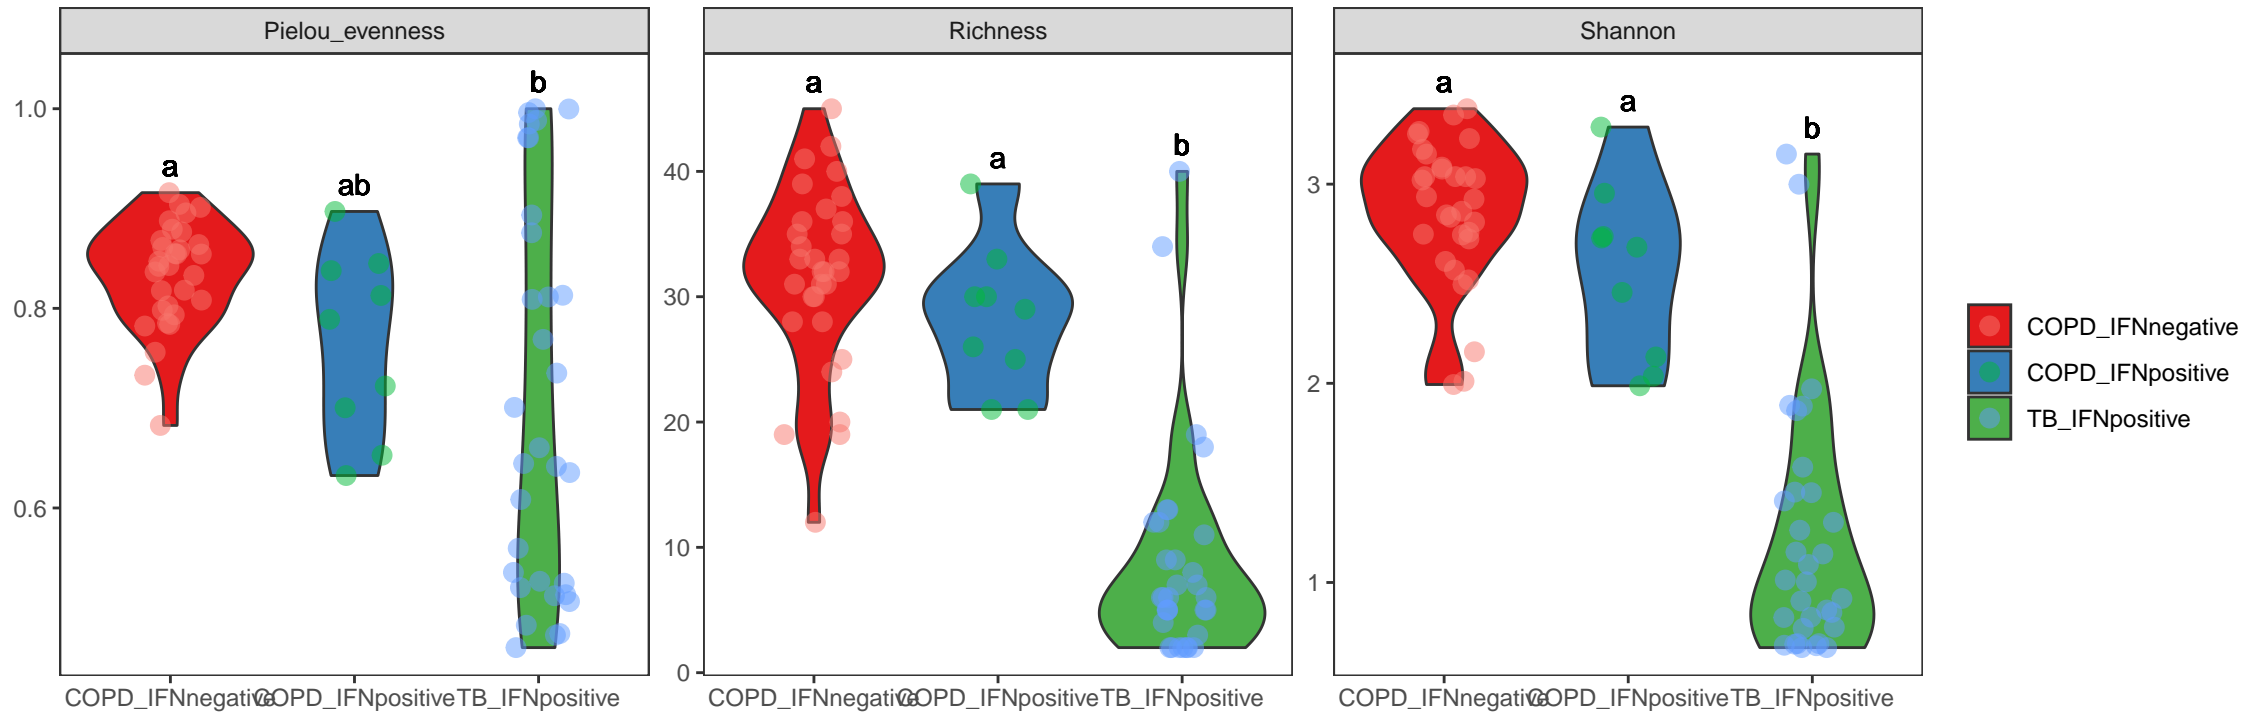 Pielou_evenness
Richness
Shannon
a
ab
b
a
a
b
a
a
b
1.0
0.8
0.6
40
30
20
10
0
3
2
1
COPD_IFNnegative
COPD_IFNpositive
TB_IFNpositive
COPD_IFNnegative
COPD_IFNpositive
TB_IFNpositive
COPD_IFNnegative
COPD_IFNpositive
TB_IFNpositive
COPD_IFNnegative
COPD_IFNpositive
TB_IFNpositive